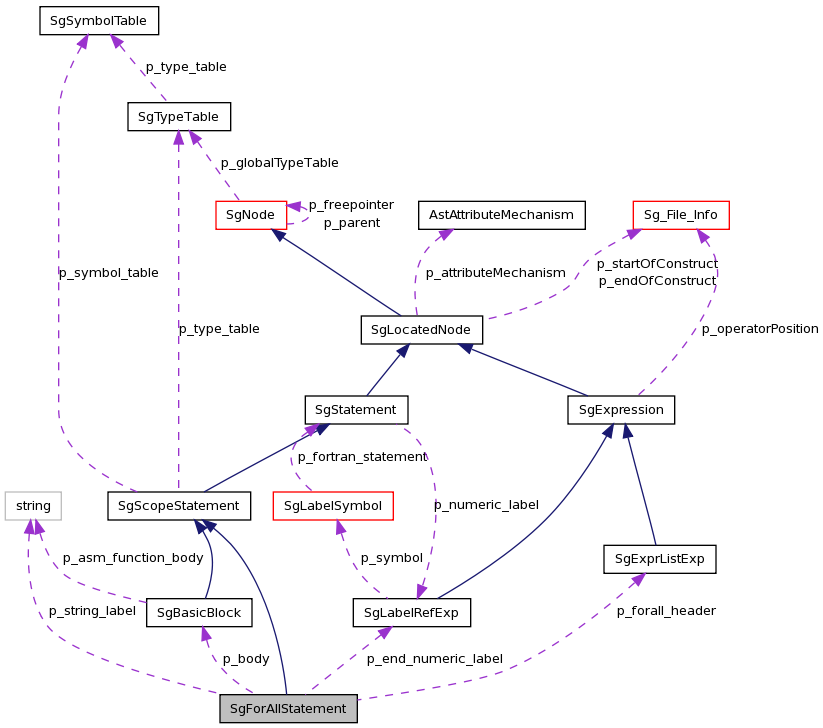 SgSymbolTable
p_type_table
SgTypeTable
p_globalTypeTable
p_freepointer
p_parent
SgNode
AstAttributeMechanism
Sg_File_Info
p_symbol_table
p_attributeMechanism
p_startOfConstruct
p_endOfConstruct
p_type_table
SgLocatedNode
p_operatorPosition
SgStatement
SgExpression
p_fortran_statement
string
SgScopeStatement
SgLabelSymbol
p_numeric_label
p_asm_function_body
p_symbol
SgExprListExp
p_string_label
SgBasicBlock
SgLabelRefExp
p_forall_header
p_body
p_end_numeric_label
SgForAllStatement